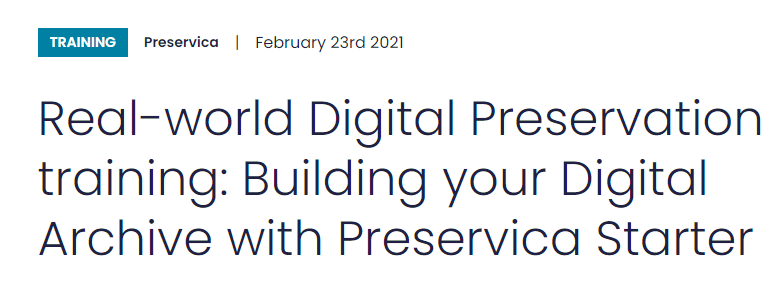 TRAINING Preservica | February 23rd 2021
Real-world Digital Preservation
training: Building your Digital
Archive with Preservica Starter